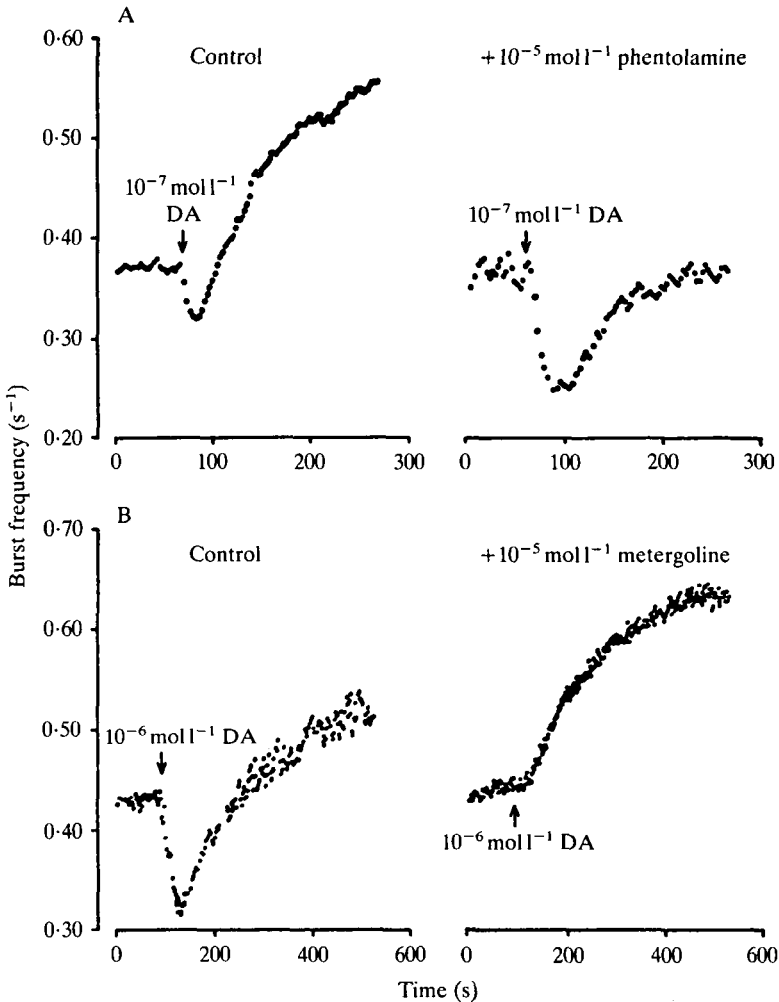 A
Control
+10⁻⁵ mol l⁻¹ phentolamine
0·60
0·50
0·40
0·30
0·20
10⁻⁷ mol l⁻¹
DA
10⁻⁷ mol l⁻¹ DA
0 100 200 300
0 100 200 300
Burst frequency (s⁻¹)
B
Control
+10⁻⁵ mol l⁻¹ metergoline
0·70
0·60
0·50
0·40
0·30
10⁻⁶ mol l⁻¹ DA
10⁻⁶ mol l⁻¹ DA
0 200 400 600
0 200 400 600
Time (s)